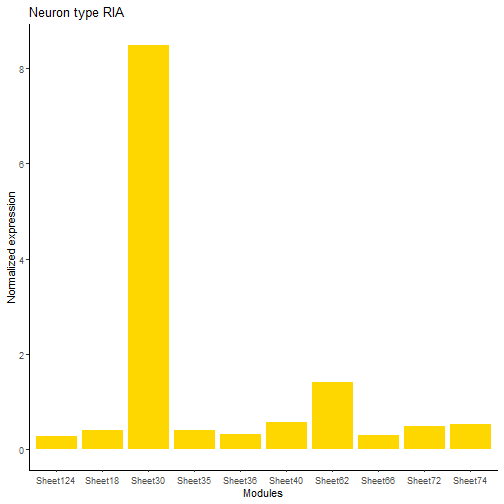 Neuron type RIA
Normalized expression
8
6
4
2
0
Sheet124 Sheet18 Sheet30 Sheet35 Sheet36 Sheet40 Sheet62 Sheet66 Sheet72 Sheet74
Modules